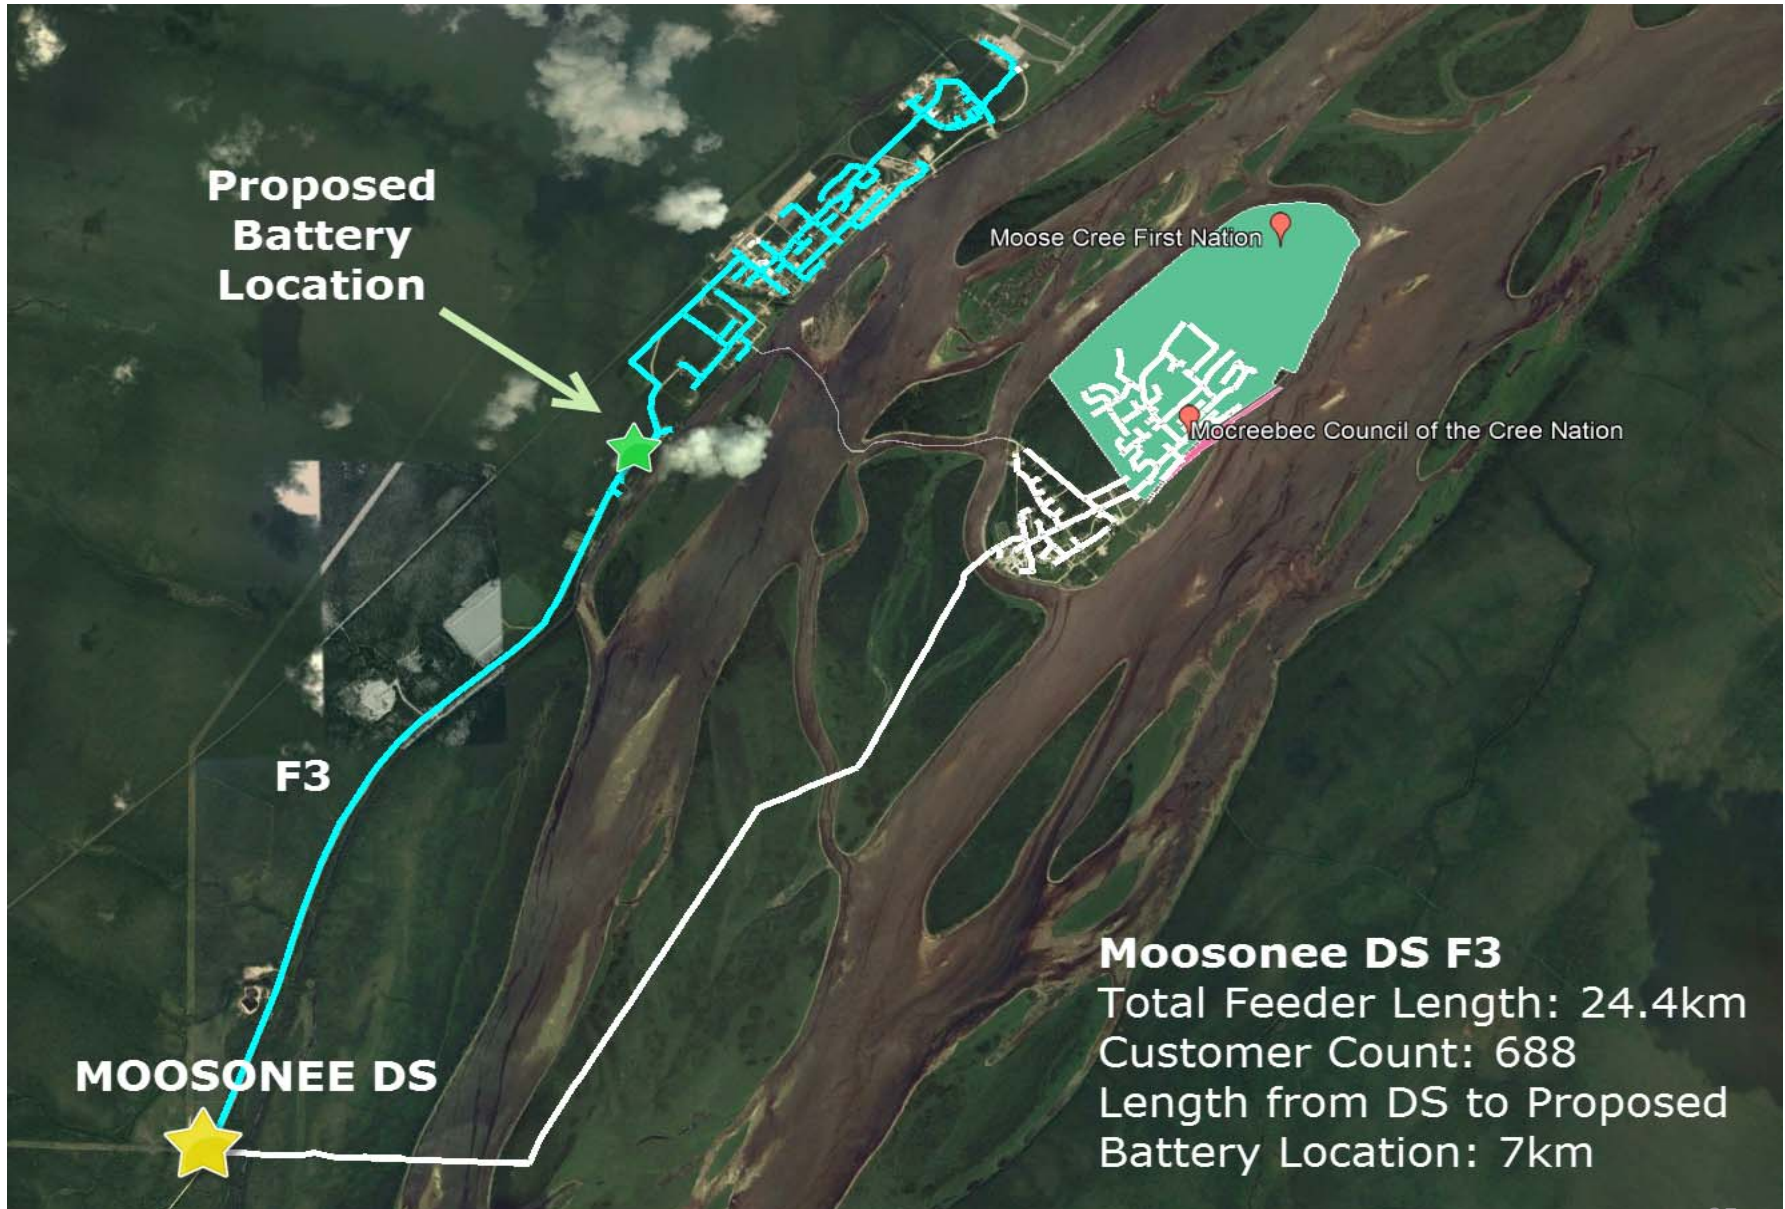 Proposed
Battery
Location
Moose Cree First Nation
Mocreebec Council of the Cree Nation
F3
MOOSONEE DS
Moosonee DS F3
Total Feeder Length: 24.4km
Customer Count: 688
Length from DS to Proposed
Battery Location: 7km